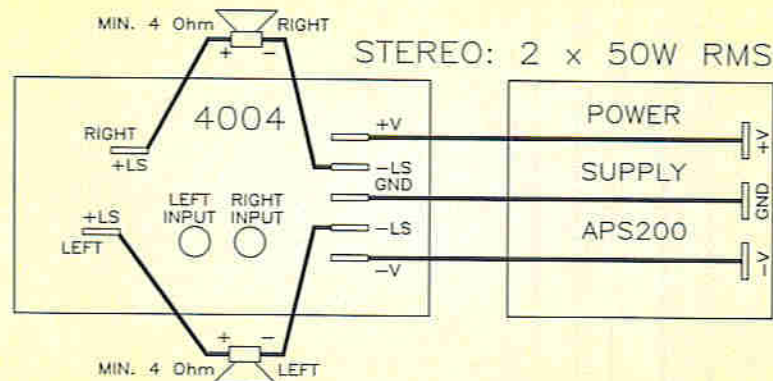 MIN. 4 Ohm
RIGHT
+ −
STEREO: 2 x 50W RMS
4004
POWER
SUPPLY
APS200
RIGHT
+LS
+V
−LS
GND
−LS
−V
+V
GND
−V
+LS
LEFT
LEFT
INPUT
RIGHT
INPUT
+ −
MIN. 4 Ohm
LEFT